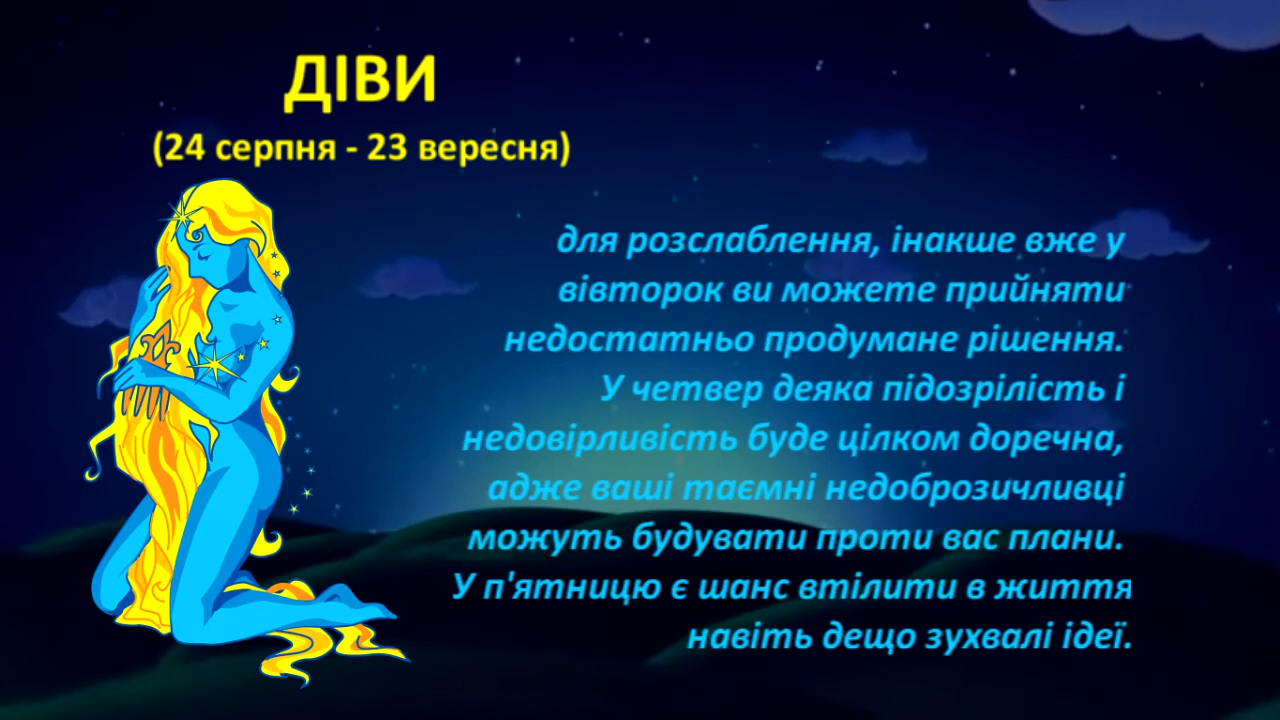 ДІВИ
(24 серпня - 23 вересня)
для розслаблення, інакше вже у
вівторок ви можете прийняти
недостатньо продумане рішення.
У четвер деяка підозрілість і
недовірливість буде цілком доречна,
адже ваші таємні недоброзичливці
можуть будувати проти вас плани.
У п'ятницю є шанс втілити в життя
навіть дещо зухвалі ідеї.